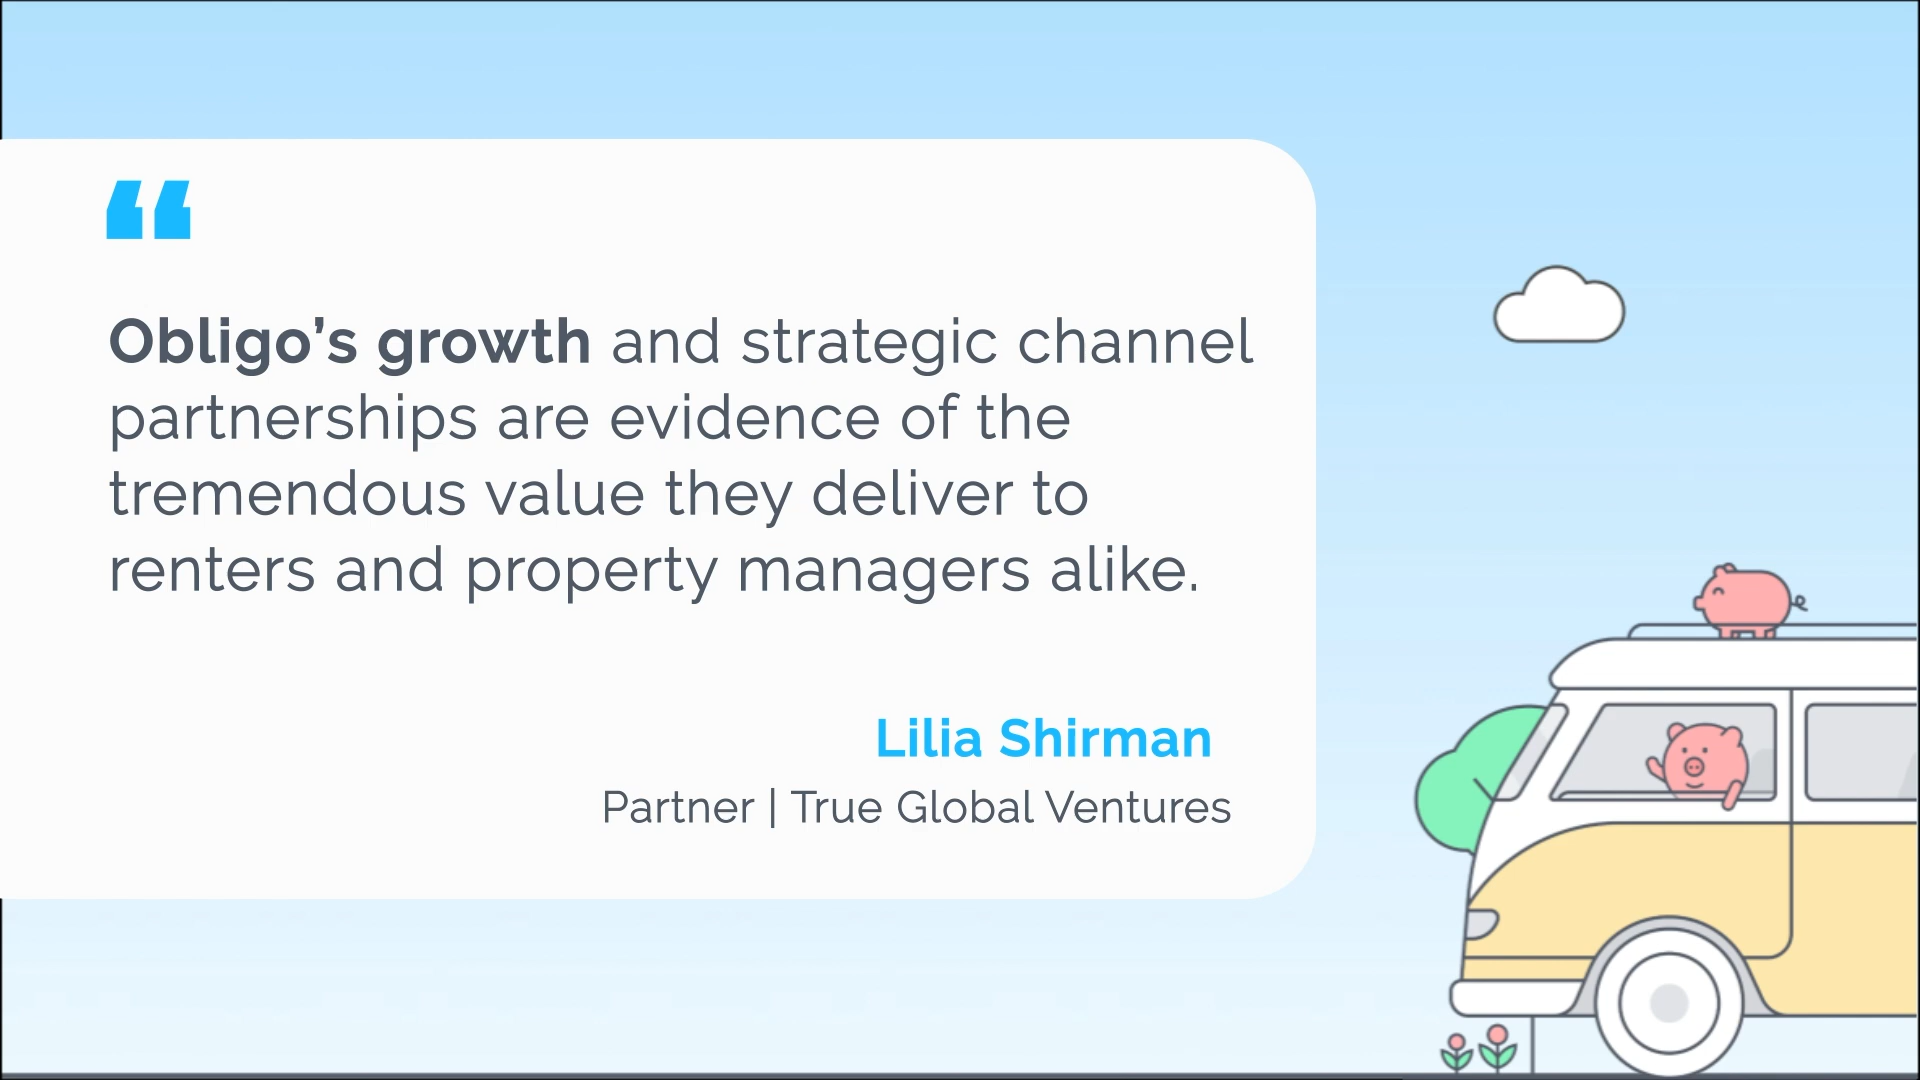 “
Obligo’s growth and strategic channel
partnerships are evidence of the
tremendous value they deliver to
renters and property managers alike.
Lilia Shirman
Partner | True Global Ventures